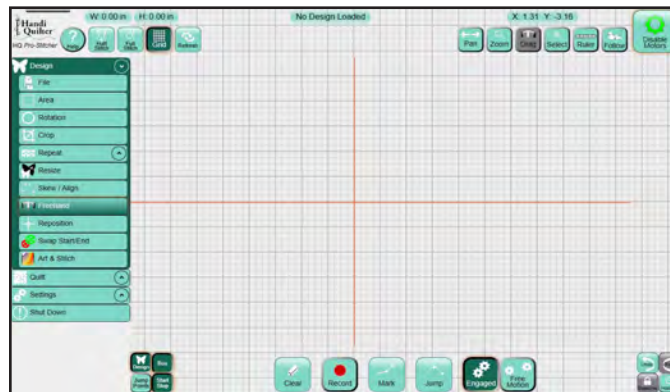 Handi Quilter
HQ Pro-Stitcher
W: 0.00 in H: 0.00 in
No Design Loaded
X: 1.31 Y: -3.16
Help
Half Stitch
Full Stitch
Grid
Refresh
Pan
Zoom
Drag
Select
Ruler
Follow
Disable Motors
Design
File
Area
Rotation
Crop
Repeat
Resize
Skew / Align
Freehand
Reposition
Swap Start/End
Art & Stitch
Quilt
Settings
Shut Down
Design
Box
Jump Points
Start Stop
Clear
Record
Mark
Jump
Engaged
Free Motion